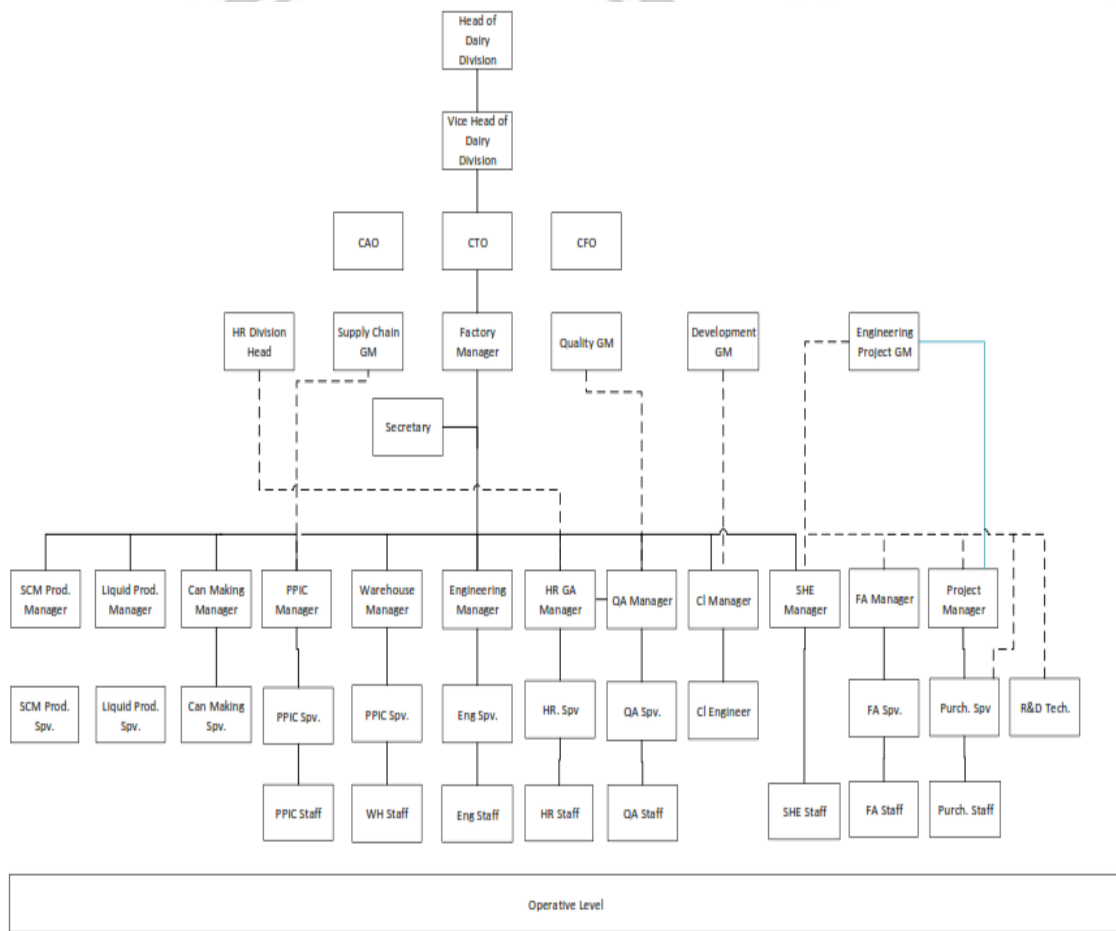 Head of
Dairy
Division
Vice Head of
Dairy
Division
CAO
CTO
CFO
HR Division
Head
Supply Chain
GM
Factory
Manager
Quality GM
Development
GM
Engineering
Project GM
Secretary
SCM Prod.
Manager
Liquid Prod.
Manager
Can Making
Manager
PPIC
Manager
Warehouse
Manager
Engineering
Manager
HR GA
Manager
QA Manager
CI Manager
SHE
Manager
FA Manager
Project
Manager
SCM Prod.
Spv.
Liquid Prod.
Spv.
Can Making
Spv.
PPIC Spv.
PPIC Spv.
Eng Spv.
HR. Spv
QA Spv.
CI Engineer
FA Spv.
Purch. Spv
R&D Tech.
PPIC Staff
WH Staff
Eng Staff
HR Staff
QA Staff
SHE Staff
FA Staff
Purch. Staff
Operative Level